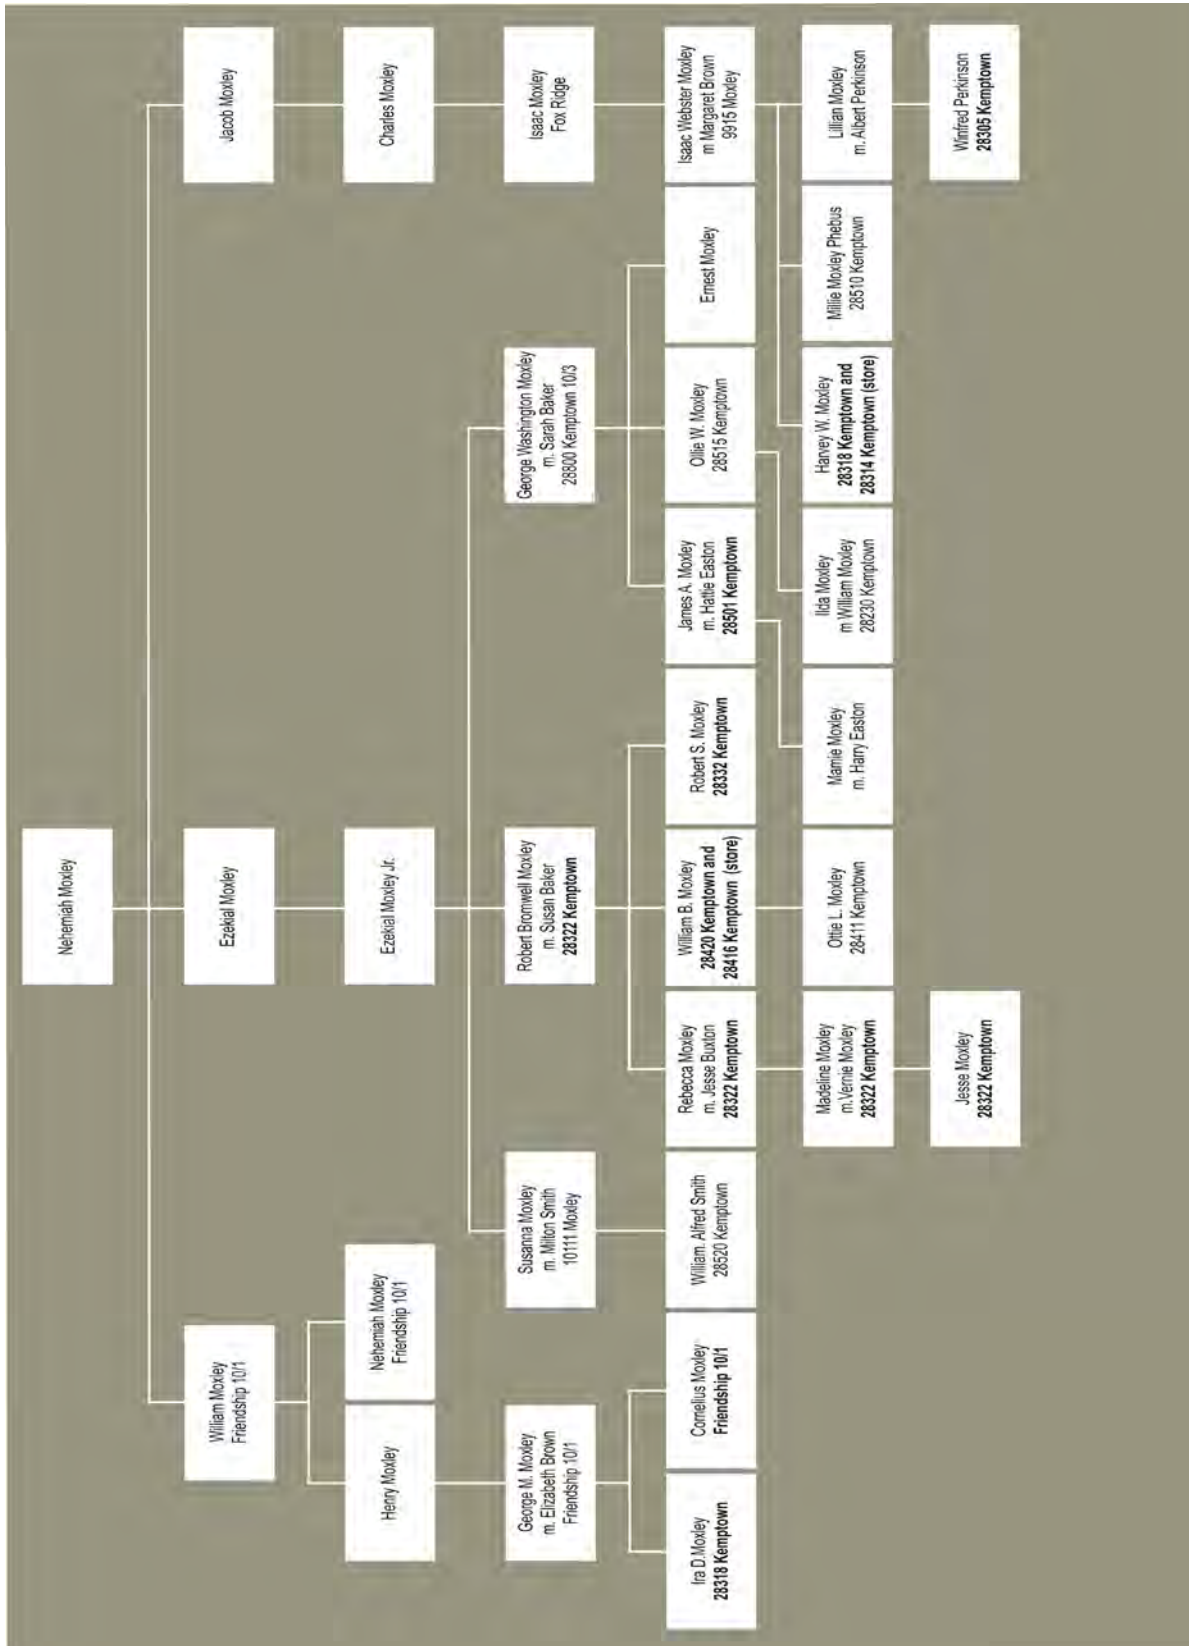 Nehemiah Moxley
William Moxley
Friendship 10/1
Ezekial Moxley
Jacob Moxley
Henry Moxley
Nehemiah Moxley
Friendship 10/1
Ezekial Moxley Jr.
Charles Moxley
George M. Moxley
m. Elizabeth Brown
Friendship 10/1
Susanna Moxley
m. Milton Smith
10111 Moxley
Robert Bromwell Moxley
m. Susan Baker
28322 Kemptown
George Washington Moxley
m. Sarah Baker
28800 Kemptown 10/3
Isaac Moxley
Fox Ridge
Ira D.Moxley
28318 Kemptown
Cornelius Moxley
Friendship 10/1
William. Alfred Smith
28520 Kemptown
Rebecca Moxley
m. Jesse Buxton
28322 Kemptown
William B. Moxley
28420 Kemptown and
28416 Kemptown (store)
Robert S. Moxley
28332 Kemptown
James A. Moxley
m. Hattie Easton
28501 Kemptown
Ollie W. Moxley
28515 Kemptown
Ernest Moxley
Isaac Webster Moxley
m Margaret Brown
9915 Moxley
Madeline Moxley
m.Vernie Moxley
28322 Kemptown
Ottie L. Moxley
28411 Kemptown
Mamie Moxley
m. Harry Easton
Ilda Moxley
m William Moxley
28230 Kemptown
Harvey W. Moxley
28318 Kemptown and
28314 Kemptown (store)
Millie Moxley Phebus
28510 Kemptown
Lillian Moxley
m. Albert Perkinson
Jesse Moxley
28322 Kemptown
Winfred Perkinson
28305 Kemptown